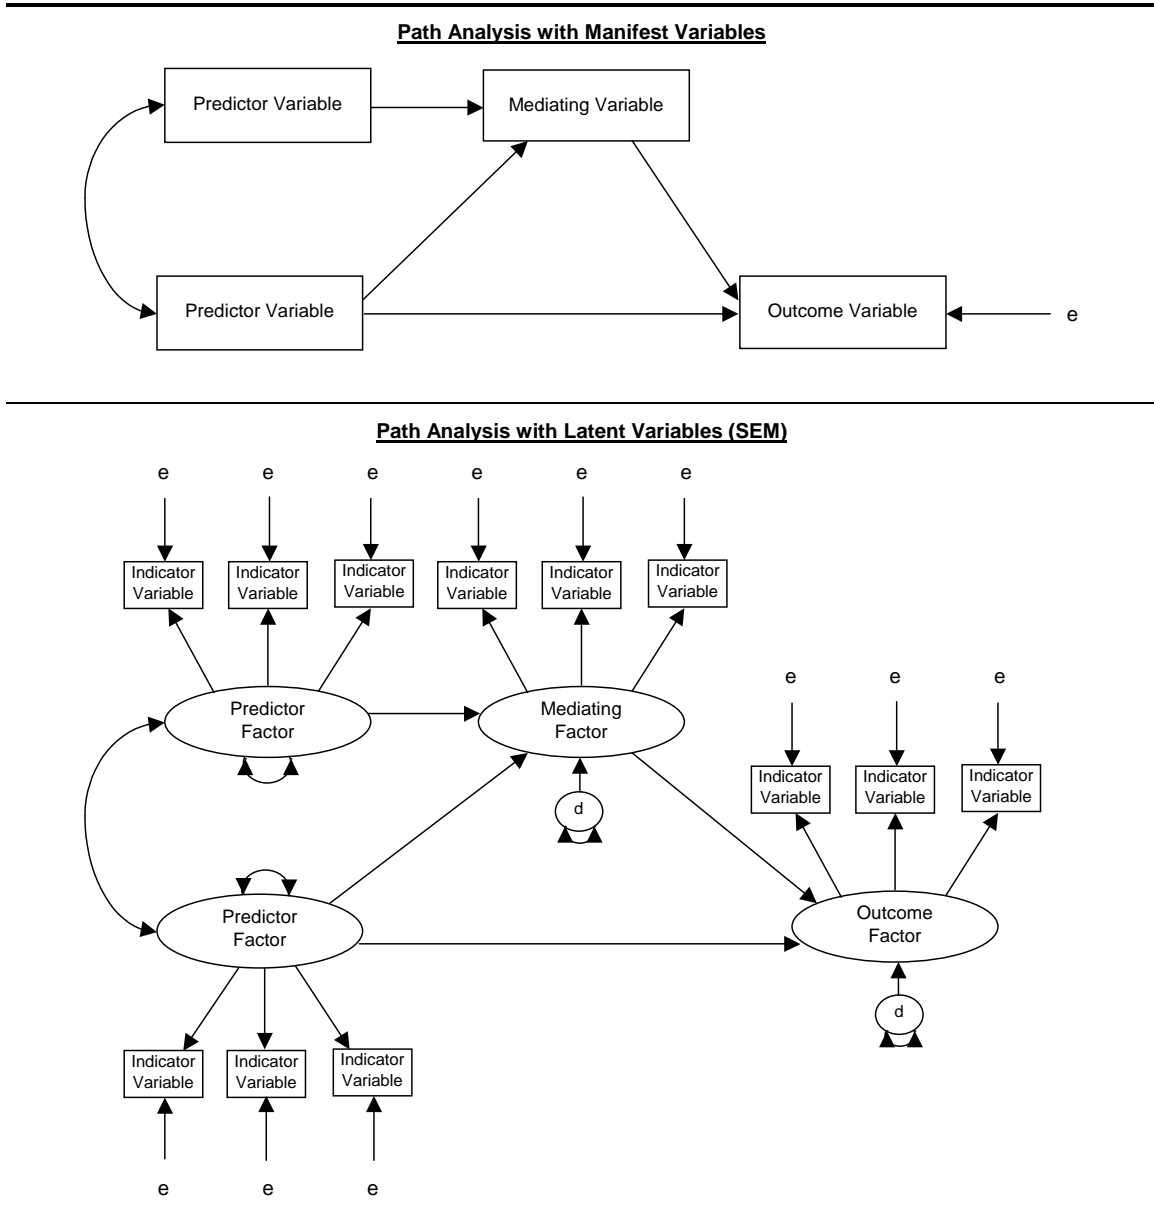 Path Analysis with Manifest Variables
Predictor Variable
Mediating Variable
Predictor Variable
Outcome Variable
e
Path Analysis with Latent Variables (SEM)
e e e e e e
Indicator
Variable
Indicator
Variable
Indicator
Variable
Indicator
Variable
Indicator
Variable
Indicator
Variable
Predictor
Factor
Mediating
Factor
d
e e e
Indicator
Variable
Indicator
Variable
Indicator
Variable
Predictor
Factor
Outcome
Factor
d
Indicator
Variable
Indicator
Variable
Indicator
Variable
e e e